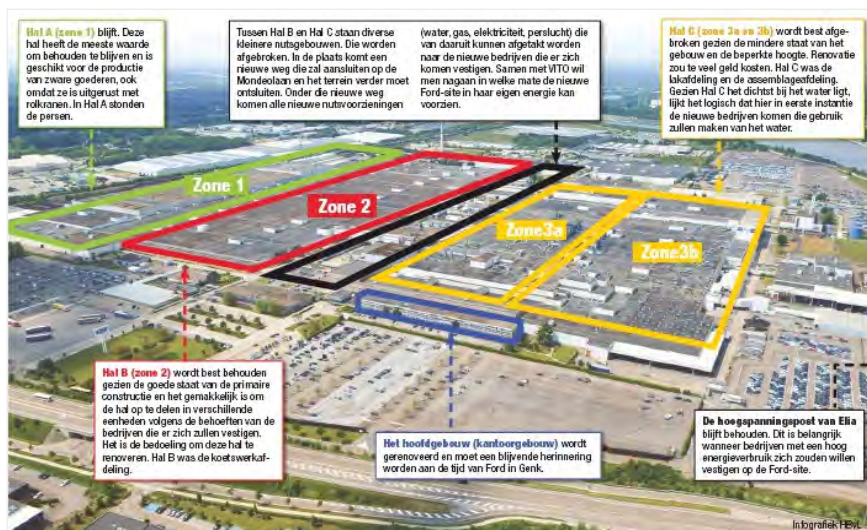 Hal A (zone 1) blijft. Deze
hal heeft de meeste waarde
om behouden te blijven en is
geschikt voor de productie
van zware goederen, ook
omdat ze is uitgerust met
rolkranen. In Hal A stonden
de persen.
Tussen Hal B en Hal C staan diverse
kleinere nutsgebouwen. Die worden
afgebroken. In de plaats komt een
nieuwe weg die zal aansluiten op de
Mondeolaan en het terrein verder moet
ontsluiten. Onder die nieuwe weg
komen alle nieuwe nutsvoorzieningen
(water, gas, elektriciteit, perslucht) die
van daaruit kunnen afgetakt worden
naar de nieuwe bedrijven die er zich
komen vestigen. Samen met VITO wil
men nagaan in welke mate de nieuwe
Ford-site in haar eigen energie kan
voorzien.
Hal C (zone 3a en 3b) wordt best afge-
broken gezien de mindere staat van het
gebouw en de beperkte hoogte. Renovatie
zou te veel geld kosten. Hal C was de
lakafdeling en de assemblageafdeling.
Gezien Hal C het dichtst bij het water ligt,
lijkt het logisch dat hier in eerste instantie
de nieuwe bedrijven komen die gebruik
zullen maken van het water.
Zone 1
Zone 2
Zone3a
Zone3b
Hal B (zone 2) wordt best behouden
gezien de goede staat van de primaire
constructie en het gemakkelijk is om
de hal op te delen in verschillende
eenheden volgens de behoeften van de
bedrijven die er zich zullen vestigen.
Het is de bedoeling om deze hal te
renoveren. Hal B was de koetswerkaf-
deling.
Het hoofdgebouw (kantoorgebouw) wordt
gerenoveerd en moet een blijvende herinnering
worden aan de tijd van Ford in Genk.
De hoogspanningspost van Elia
blijft behouden. Dit is belangrijk
wanneer bedrijven met een hoog
energieverbruik zich zouden willen
vestigen op de Ford-site.
Infografiek HBvL